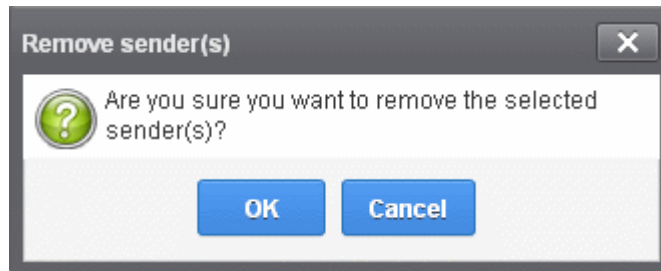 Remove sender(s)
Are you sure you want to remove the selected
sender(s)?
OK
Cancel